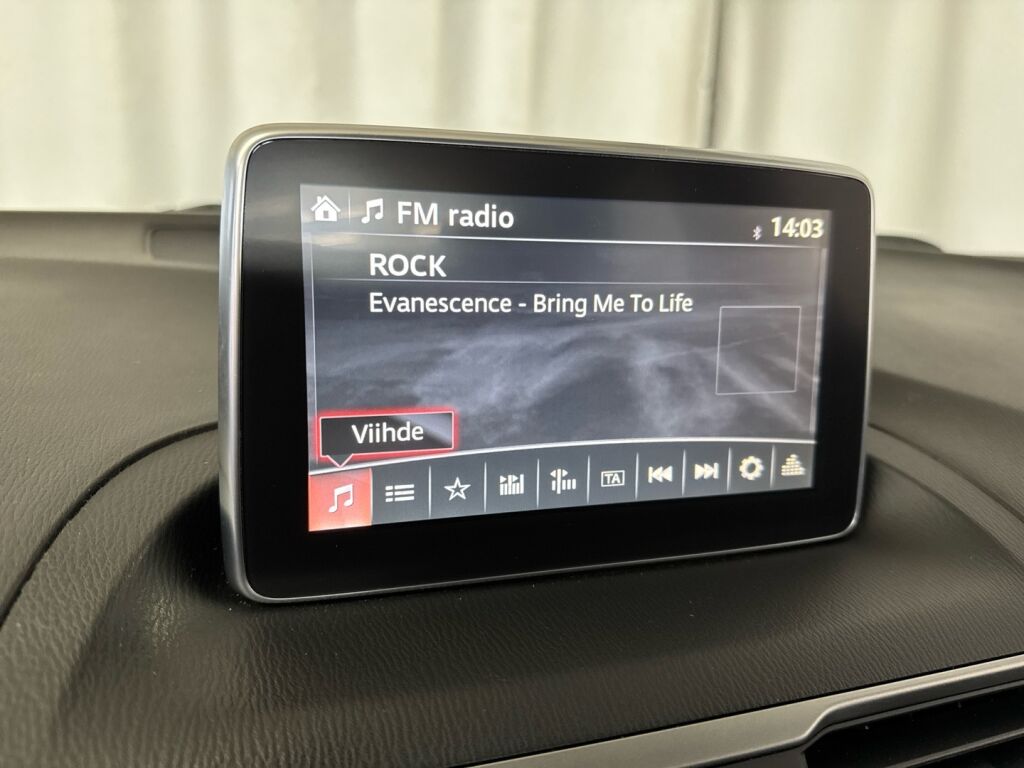 FM radio
14:03
ROCK
Evanescence - Bring Me To Life
Viihde
TA